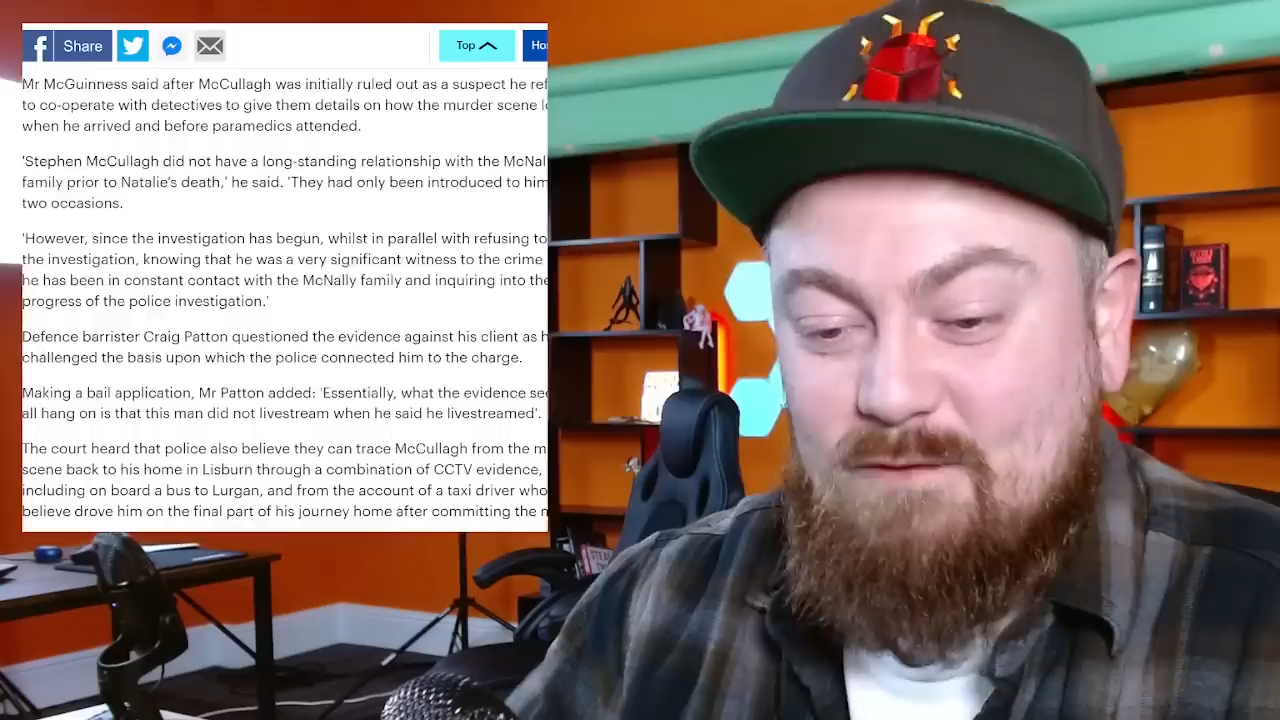 Share
Top
Mr McGuinness said after McCullagh was initially ruled out as a suspect he
to co-operate with detectives to give them details on how the murder scene
when he arrived and before paramedics attended.
'Stephen McCullagh did not have a long-standing relationship with the
family prior to Natalie's death,' he said. 'They had only been introduced to him
two occasions.
'However, since the investigation has begun, whilst in parallel with refusing to
the investigation, knowing that he was a very significant witness to the crime
he has been in constant contact with the McNally family and inquiring into the
progress of the police investigation.'
Defence barrister Craig Patton questioned the evidence against his client as
challenged the basis upon which the police connected him to the charge.
Making a bail application, Mr Patton added: 'Essentially, what the evidence
all hang on is that this man did not livestream when he said he livestreamed'.
The court heard that police also believe they can trace McCullagh from the
scene back to his home in Lisburn through a combination of CCTV evidence,
including on board a bus to Lurgan, and from the account of a taxi driver who
believe drove him on the final part of his journey home after committing the